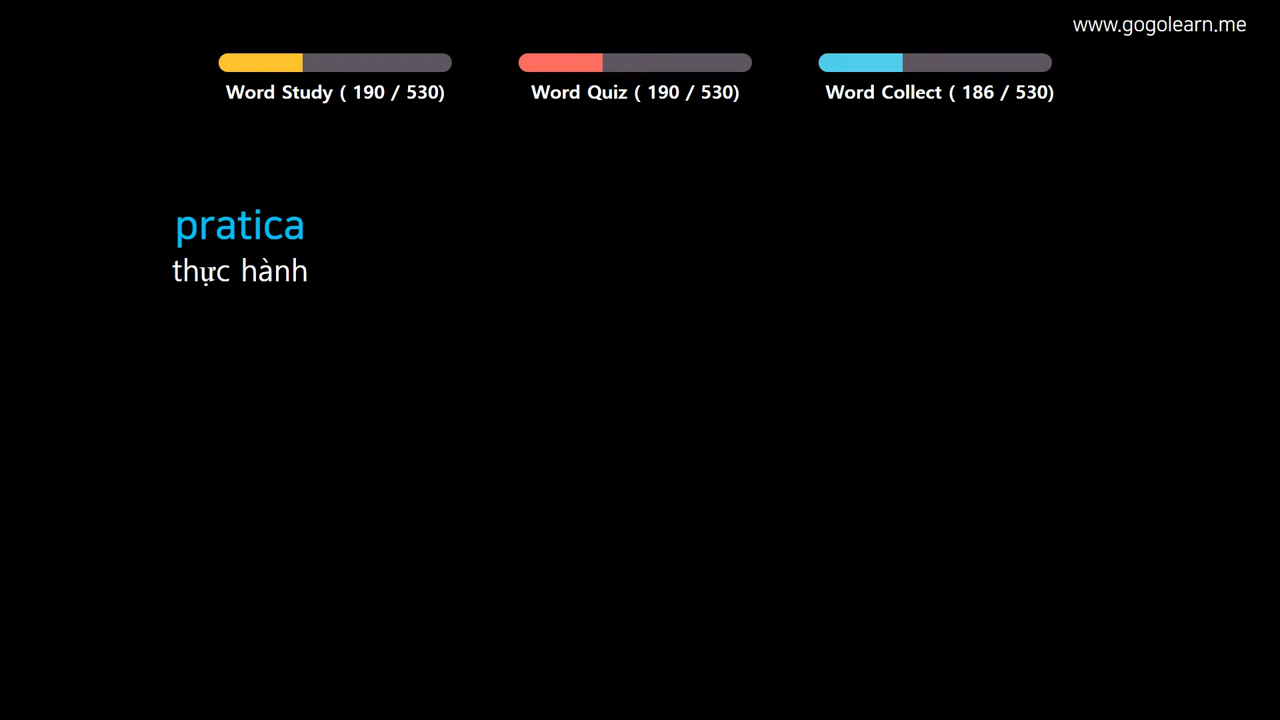 www.gogolearn.me
Word Study ( 190 / 530)
Word Quiz ( 190 / 530)
Word Collect ( 186 / 530)
pratica
thực hành